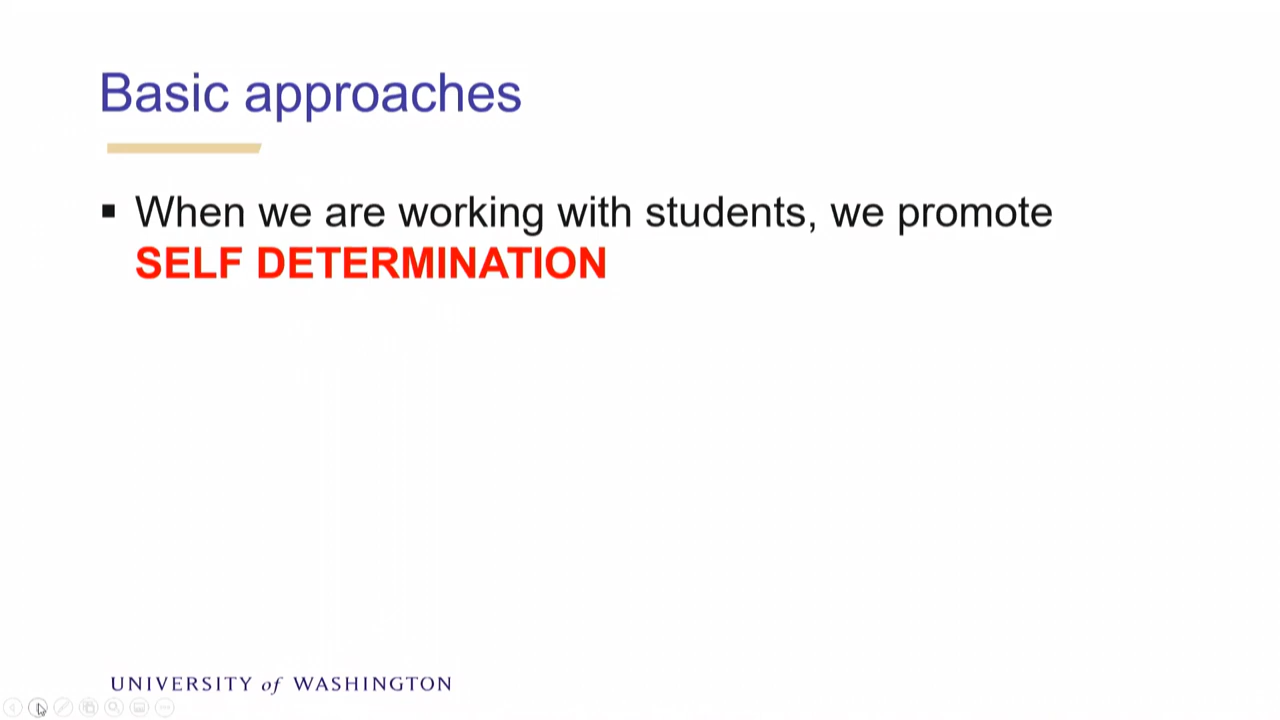 Basic approaches
▪ When we are working with students, we promote
SELF DETERMINATION
UNIVERSITY of WASHINGTON